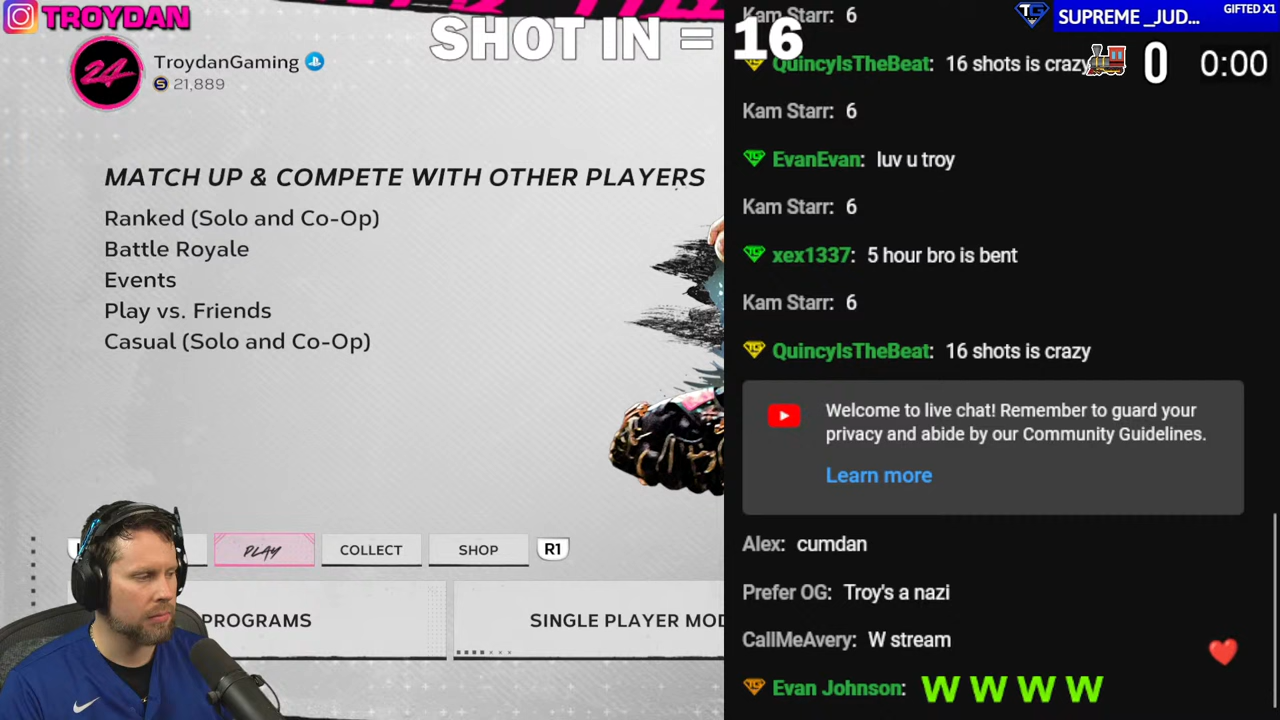 TROYDAN
SHOT IN = 16
24
TroydanGaming
S 21,889
MATCH UP & COMPETE WITH OTHER PLAYERS
Ranked (Solo and Co-Op)
Battle Royale
Events
Play vs. Friends
Casual (Solo and Co-Op)
PLAY
COLLECT
SHOP
R1
PROGRAMS
SINGLE PLAYER MOD
TG
SUPREME _JUD...
GIFTED X1
0
0:00
Kam Starr: 6
QuincyIsTheBeat: 16 shots is crazy
Kam Starr: 6
EvanEvan: luv u troy
Kam Starr: 6
xex1337: 5 hour bro is bent
Kam Starr: 6
QuincyIsTheBeat: 16 shots is crazy
Welcome to live chat! Remember to guard your
privacy and abide by our Community Guidelines.
Learn more
Alex: cumdan
Prefer OG: Troy's a nazi
CallMeAvery: W stream
Evan Johnson: W W W W